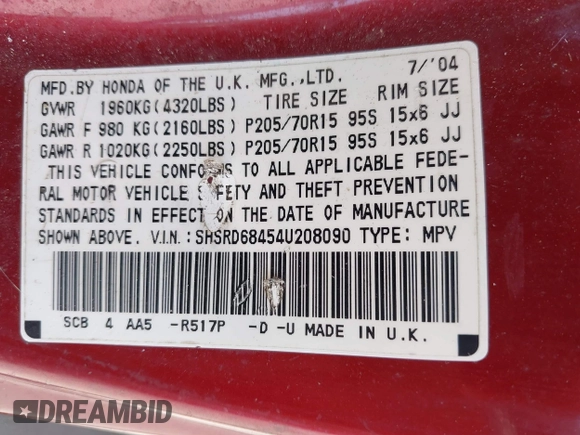 MFD.BY HONDA OF THE U.K. MFG.,LTD. 7/'04
GVWR 1960KG(4320LBS) TIRE SIZE RIM SIZE
GAWR F 980 KG(2160LBS) P205/70R15 95S 15x6 JJ
GAWR R 1020KG(2250LBS) P205/70R15 95S 15x6 JJ
THIS VEHICLE CONFORMS TO ALL APPLICABLE FEDE-
RAL MOTOR VEHICLE SAFETY AND THEFT PREVENTION
STANDARDS IN EFFECT ON THE DATE OF MANUFACTURE
SHOWN ABOVE. V.I.N.:SHSRD68454U208090 TYPE: MPV
SCB 4 AA5 -R517P -D -U MADE IN U.K.
DREAMBID